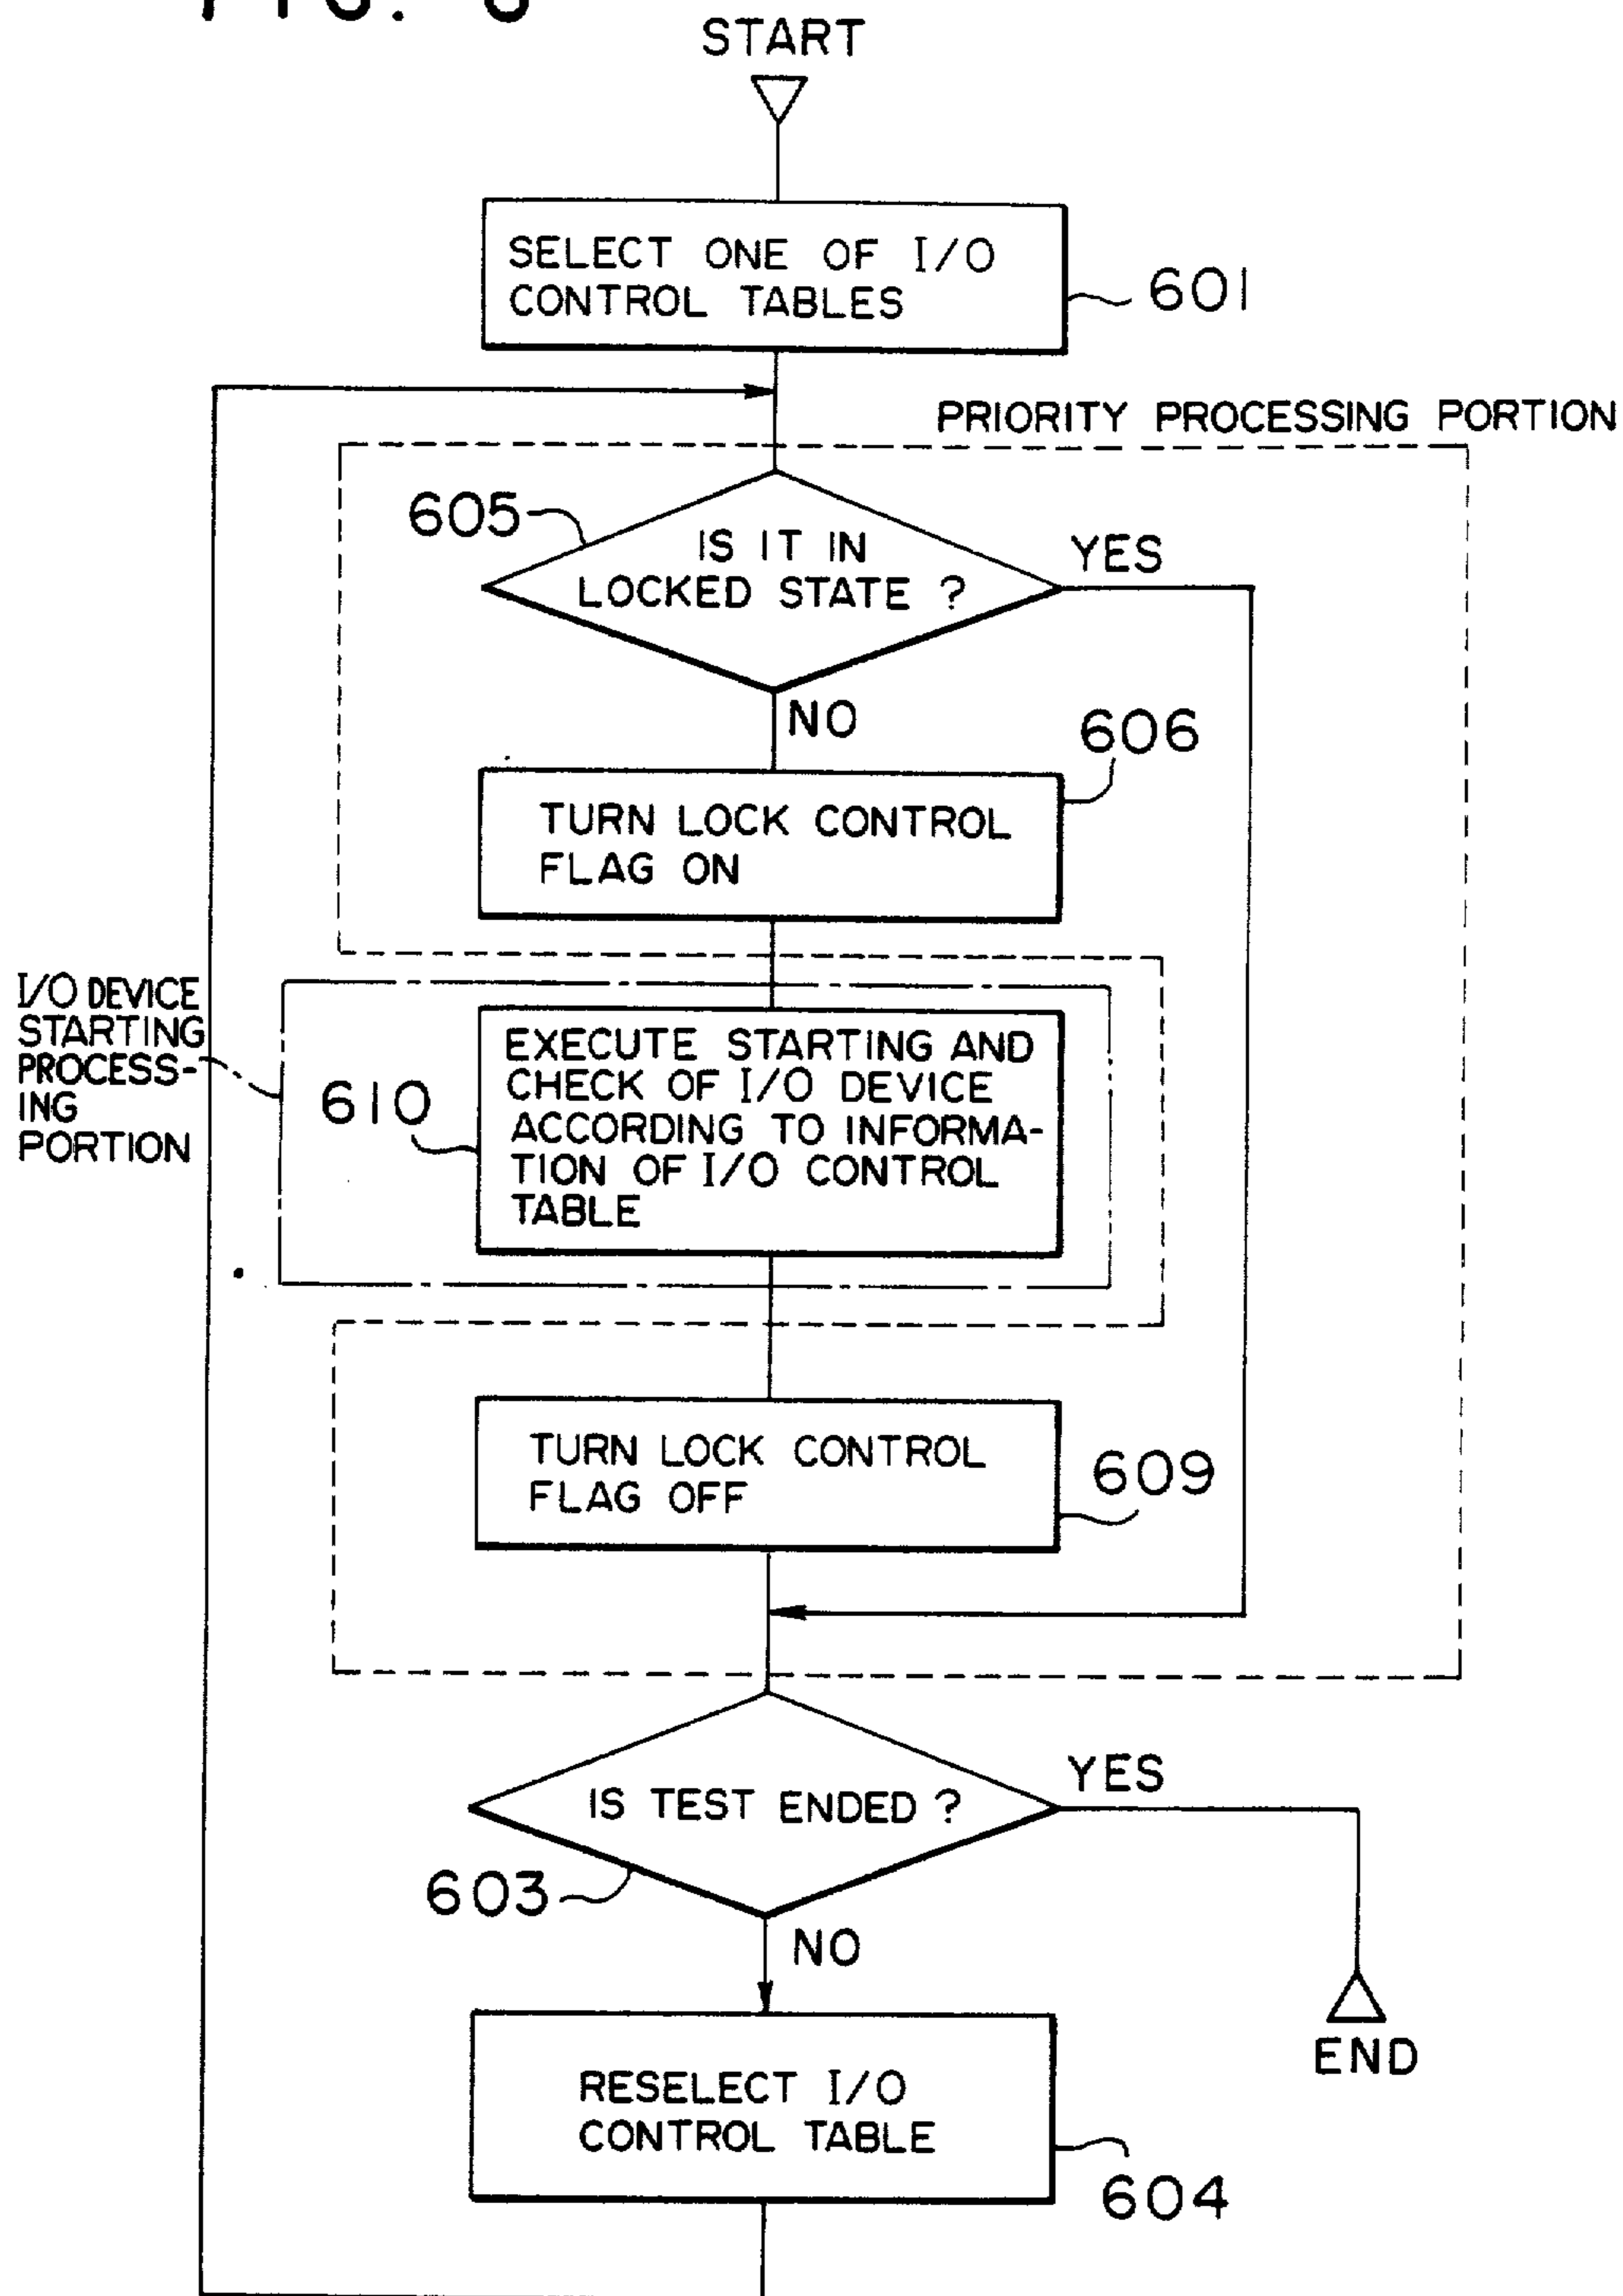 START
SELECT ONE OF I/O
CONTROL TABLES
601
PRIORITY PROCESSING PORTION
605
IS IT IN
LOCKED STATE ?
YES
NO
606
TURN LOCK CONTROL
FLAG ON
I/O DEVICE
STARTING
PROCESS-
ING
PORTION
610
EXECUTE STARTING AND
CHECK OF I/O DEVICE
ACCORDING TO INFORMA-
TION OF I/O CONTROL
TABLE
TURN LOCK CONTROL
FLAG OFF
609
IS TEST ENDED ?
YES
603
NO
END
RESELECT I/O
CONTROL TABLE
604